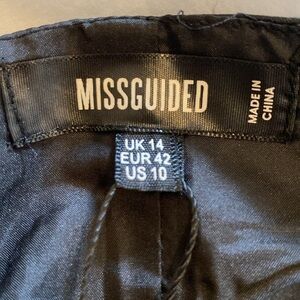 MISSGUIDED
MADE IN
CHINA
UK 14
EUR 42
US 10